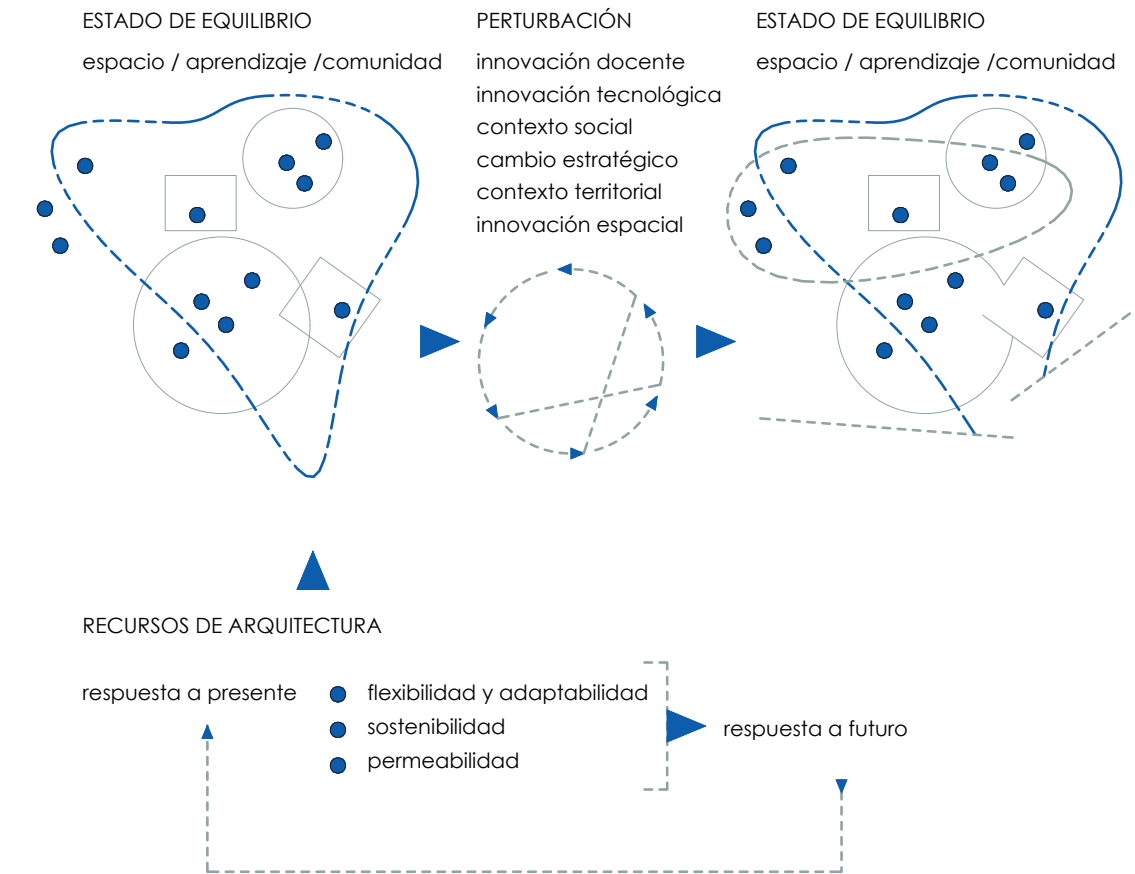 ESTADO DE EQUILIBRIO
espacio / aprendizaje /comunidad
PERTURBACIÓN
innovación docente
innovación tecnológica
contexto social
cambio estratégico
contexto territorial
innovación espacial
ESTADO DE EQUILIBRIO
espacio / aprendizaje /comunidad
RECURSOS DE ARQUITECTURA
respuesta a presente
flexibilidad y adaptabilidad
sostenibilidad
permeabilidad
respuesta a futuro